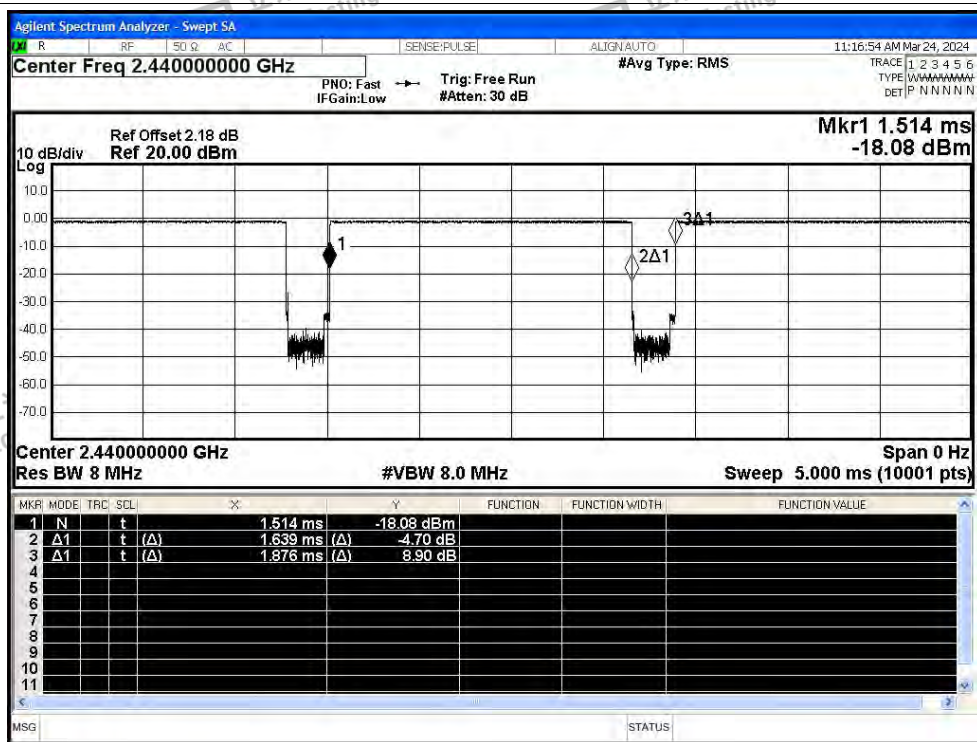 Agilent Spectrum Analyzer - Swept SA
R RF 50 Ω AC SENSE:PULSE ALIGN AUTO 11:16:54 AM Mar 24, 2024
Center Freq 2.440000000 GHz #Avg Type: RMS TRACE 1 2 3 4 5 6
PNO: Fast Trig: Free Run TYPE WWWWWW
IFGain:Low #Atten: 30 dB DET P N N N N N
Mkr1 1.514 ms
Ref Offset 2.18 dB
10 dB/div Ref 20.00 dBm -18.08 dBm
Log
10.0
0.00
3Δ1
-10.0
1
2Δ1
-20.0
-30.0
-40.0
-50.0
-60.0
-70.0
Center 2.440000000 GHz Span 0 Hz
Res BW 8 MHz #VBW 8.0 MHz Sweep 5.000 ms (10001 pts)
MKR MODE TRC SCL X Y FUNCTION FUNCTION WIDTH FUNCTION VALUE
1 N t 1.514 ms -18.08 dBm
2 Δ1 t (Δ) 1.639 ms (Δ) -4.70 dB
3 Δ1 t (Δ) 1.876 ms (Δ) 8.90 dB
4
5
6
7
8
9
10
11
MSG STATUS